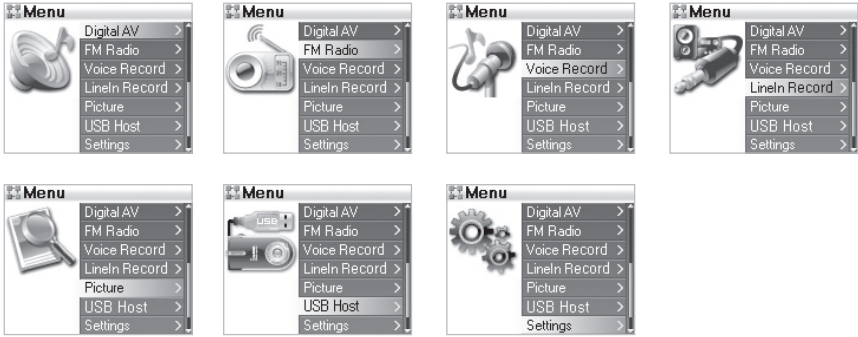 Menu
Digital AV >
FM Radio >
Voice Record >
LineIn Record >
Picture >
USB Host >
Settings >
Menu
Digital AV >
FM Radio >
Voice Record >
LineIn Record >
Picture >
USB Host >
Settings >
Menu
Digital AV >
FM Radio >
Voice Record >
LineIn Record >
Picture >
USB Host >
Settings >
Menu
Digital AV >
FM Radio >
Voice Record >
LineIn Record >
Picture >
USB Host >
Settings >
Menu
Digital AV >
FM Radio >
Voice Record >
LineIn Record >
Picture >
USB Host >
Settings >
Menu
USB
Digital AV >
FM Radio >
Voice Record >
LineIn Record >
Picture >
USB Host >
Settings >
Menu
Digital AV >
FM Radio >
Voice Record >
LineIn Record >
Picture >
USB Host >
Settings >